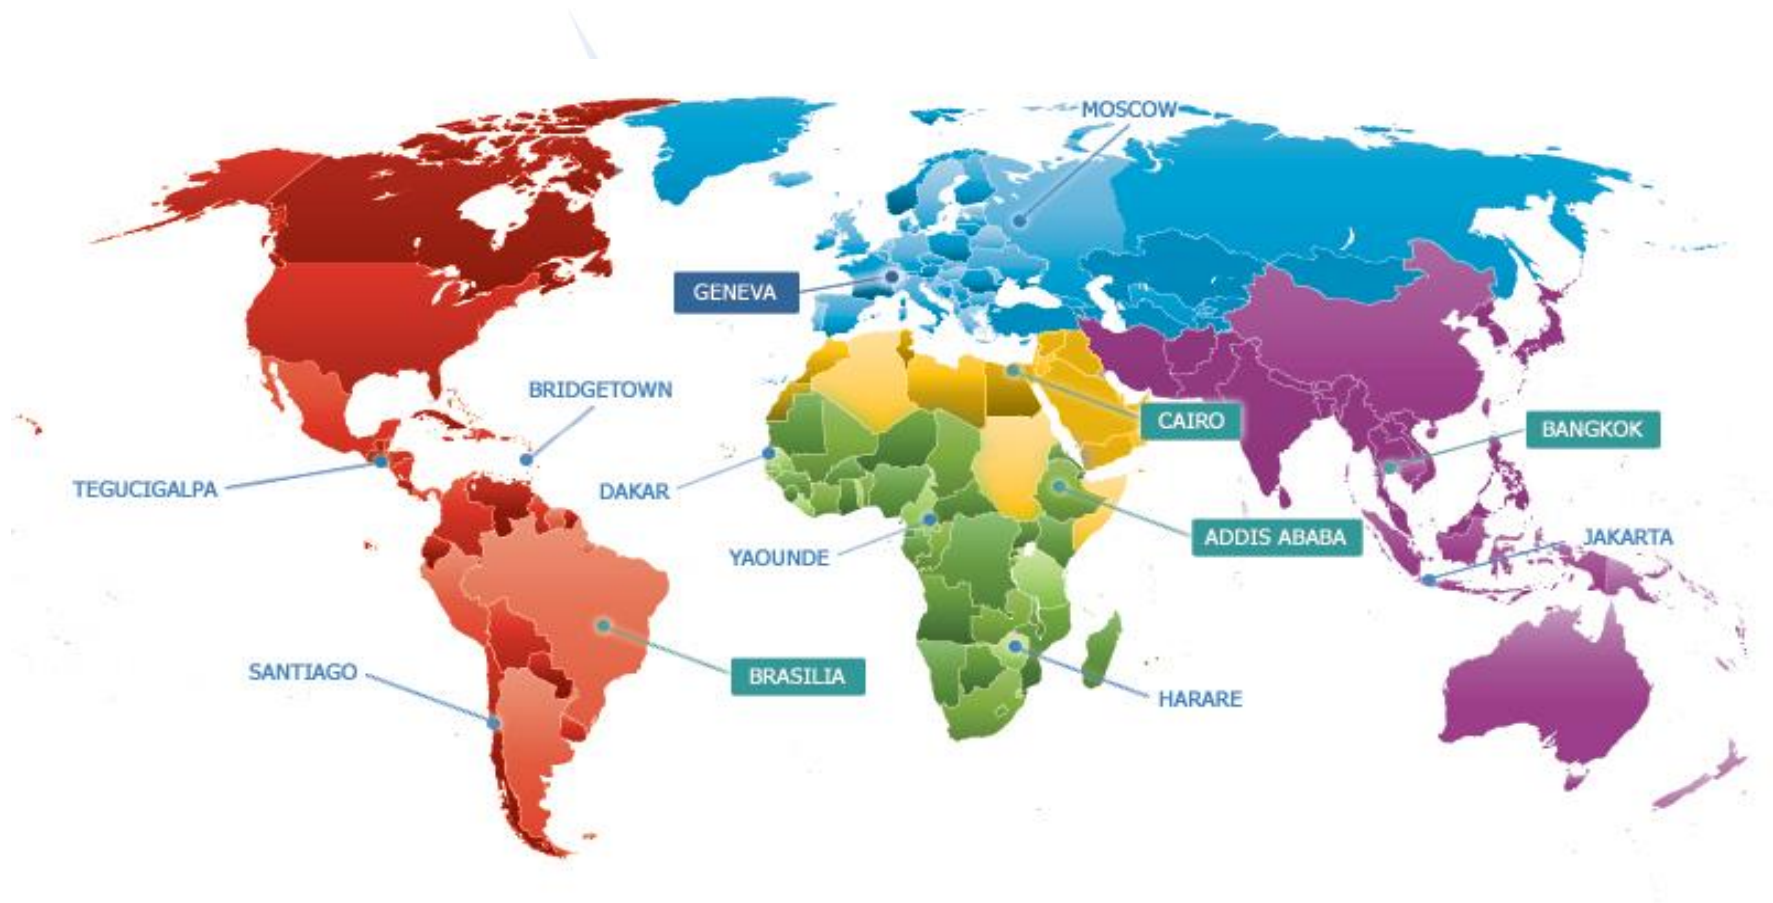 MOSCOW
GENEVA
BRIDGETOWN
CAIRO
BANGKOK
TEGUCIGALPA
DAKAR
ADDIS ABABA
JAKARTA
YAOUNDE
SANTIAGO
BRASILIA
HARARE